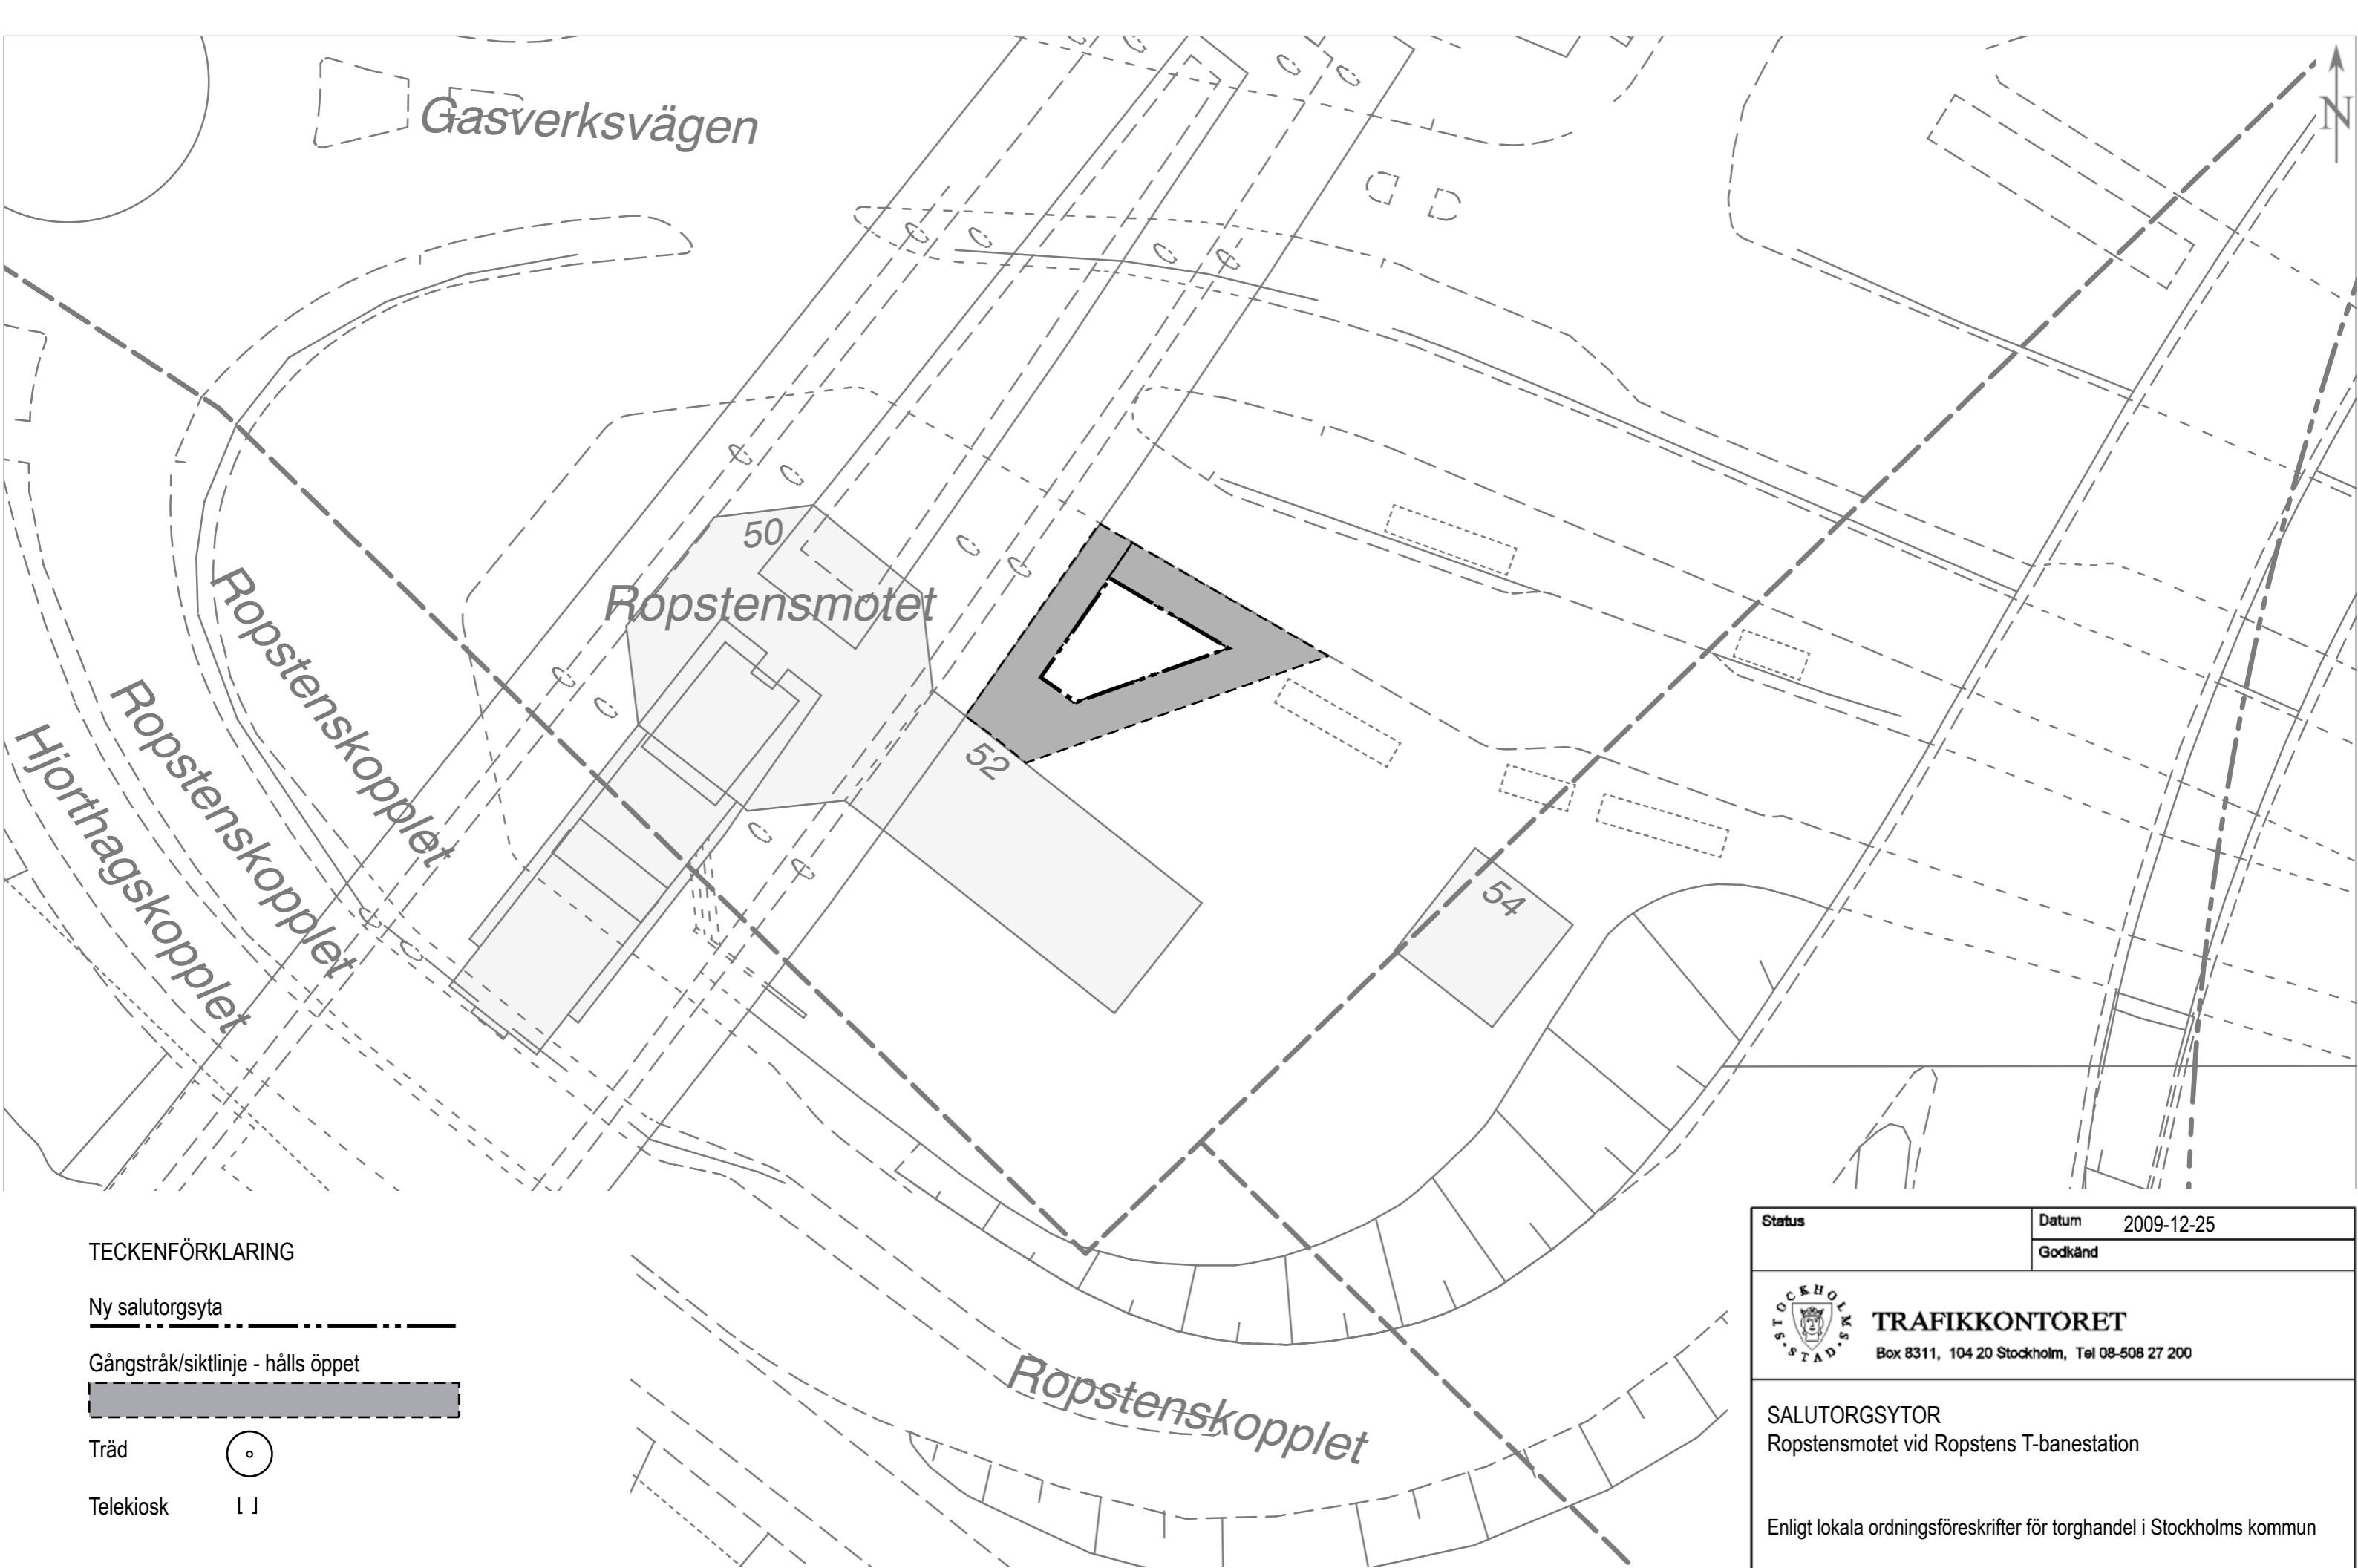 Gasverksvägen
N
50
Ropstensmotet
52
54
Ropstenskopplet
Ropstenskopplet
Hjorthagskopplet
Ropstenskopplet
TECKENFÖRKLARING
Ny salutorgsyta
Gångstråk/siktlinje - hålls öppet
Träd
Telekiosk
Status
Datum 2009-12-25
Godkänd
STOCKHOLMS STAD
TRAFIKKONTORET
Box 8311, 104 20 Stockholm, Tel 08-508 27 200
SALUTORGSYTOR
Ropstensmotet vid Ropstens T-banestation
Enligt lokala ordningsföreskrifter för torghandel i Stockholms kommun